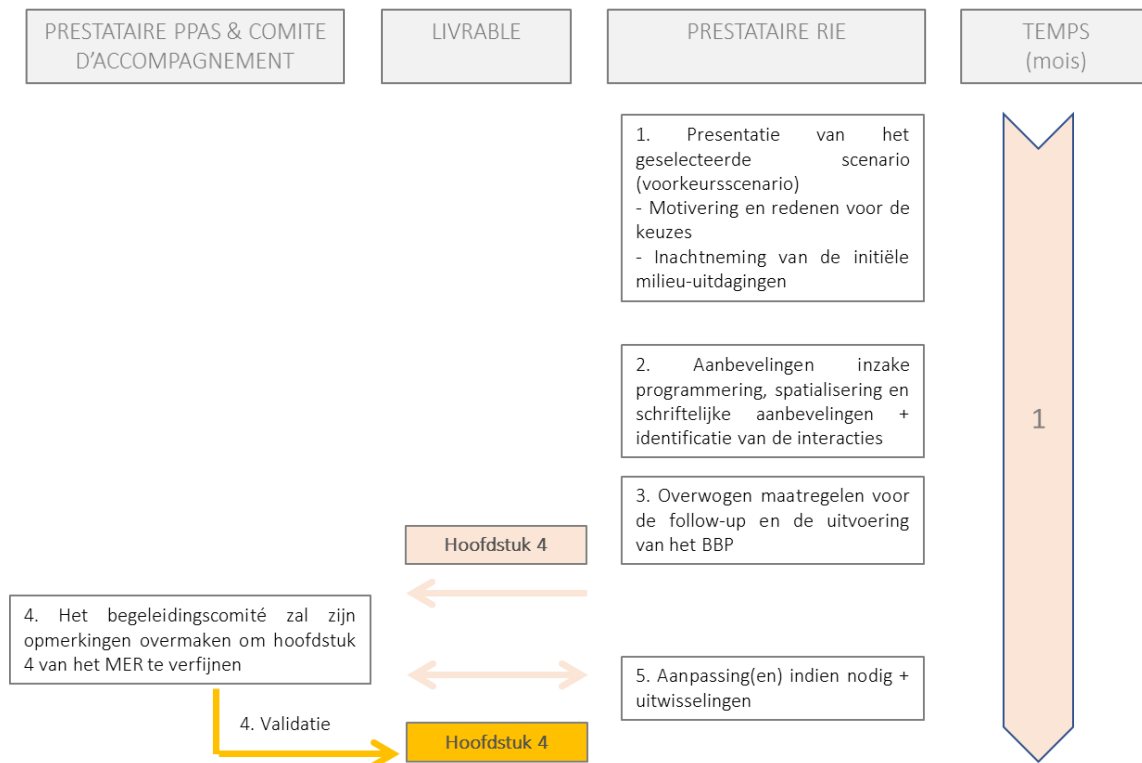 PRESTATAIRE PPAS & COMITE
D'ACCOMPAGNEMENT
LIVRABLE
PRESTATAIRE RIE
TEMPS
(mois)
1. Presentatie van het
geselecteerde scenario
(voorkeursscenario)
- Motivering en redenen voor de
keuzes
- Inachtneming van de initiële
milieu-uitdagingen
2. Aanbevelingen inzake
programmering, spatialisering en
schriftelijke aanbevelingen +
identificatie van de interacties
1
3. Overwogen maatregelen voor
de follow-up en de uitvoering
van het BBP
Hoofdstuk 4
4. Het begeleidingscomité zal zijn
opmerkingen overmaken om hoofdstuk
4 van het MER te verfijnen
5. Aanpassing(en) indien nodig +
uitwisselingen
4. Validatie
Hoofdstuk 4